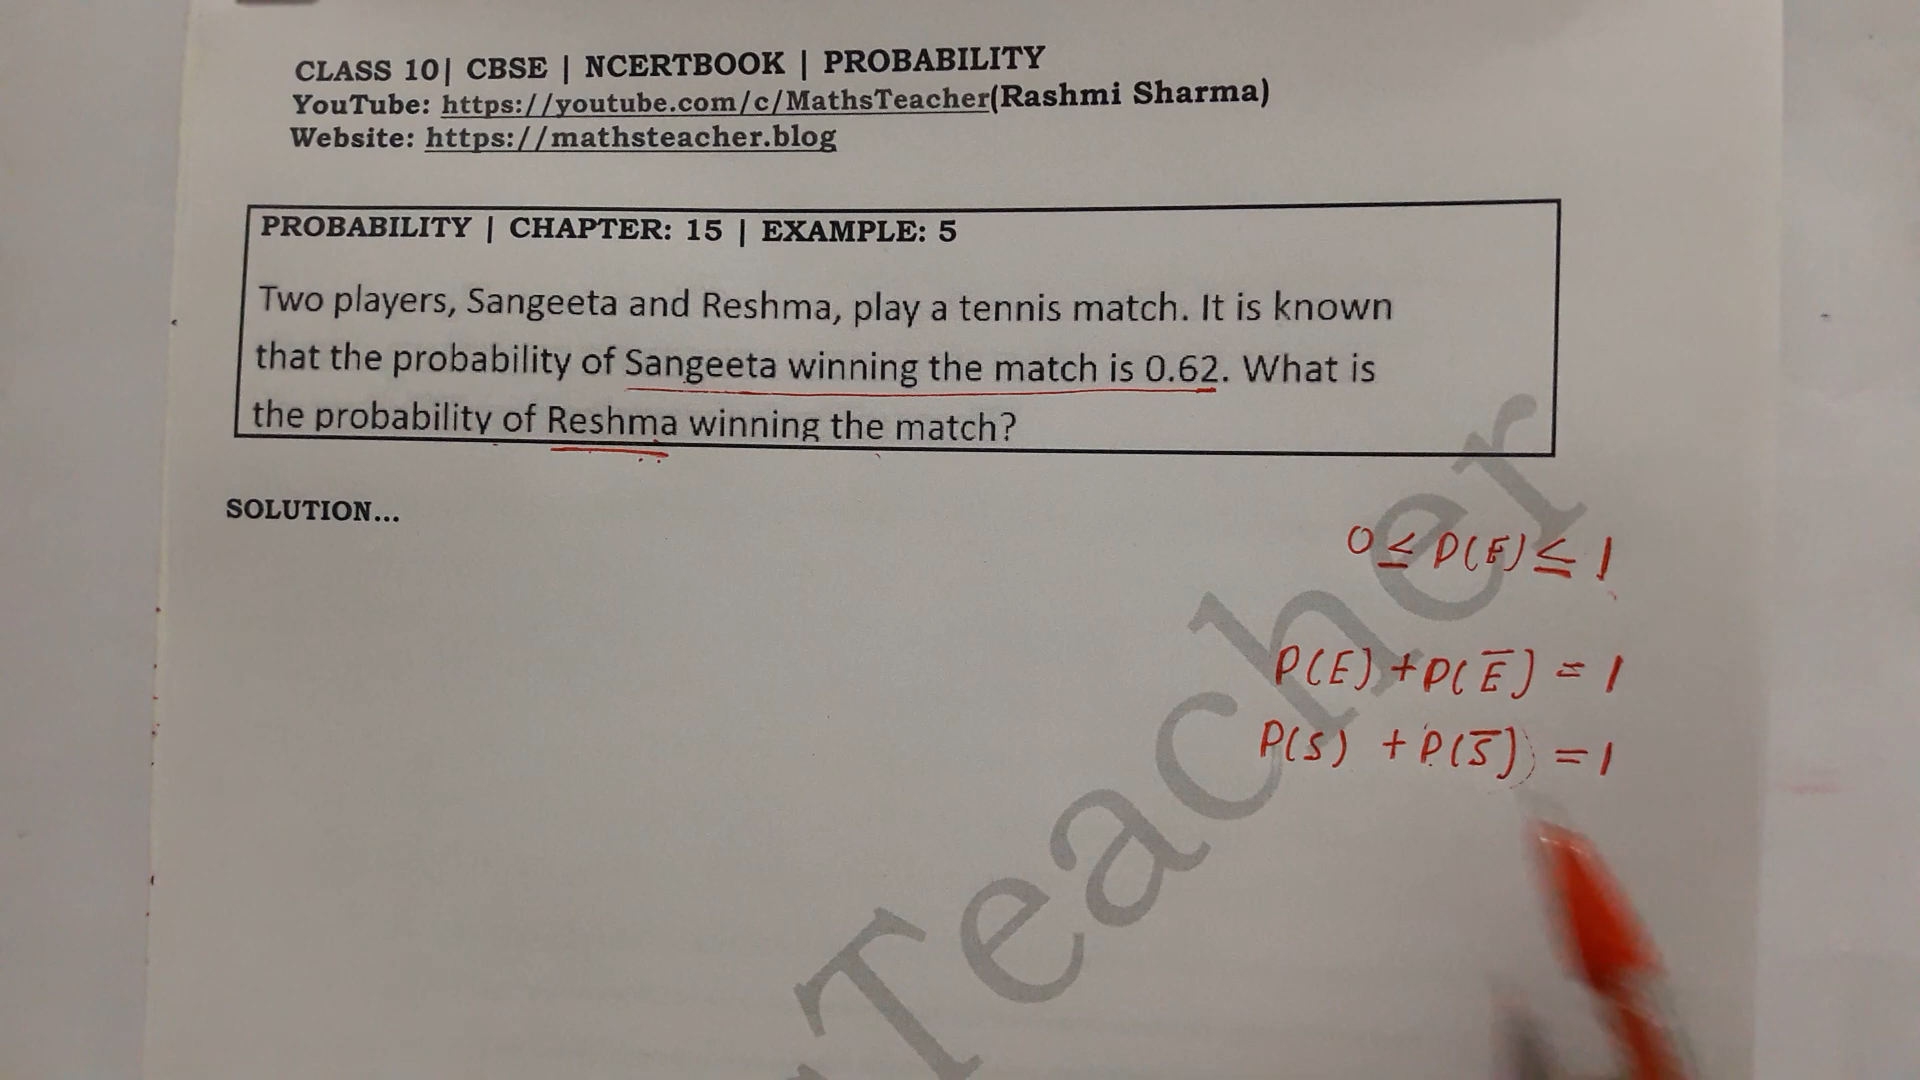 CLASS 10| CBSE | NCERTBOOK | PROBABILITY
YouTube: https://youtube.com/c/MathsTeacher(Rashmi Sharma)
Website: https://mathsteacher.blog
PROBABILITY | CHAPTER: 15 | EXAMPLE: 5
Two players, Sangeeta and Reshma, play a tennis match. It is known
that the probability of Sangeeta winning the match is 0.62. What is
the probability of Reshma winning the match?
SOLUTION...
0 ≤ P(E) ≤ 1
P(E) + P(E̅) = 1
P(S) + P(S̅) = 1
Teacher